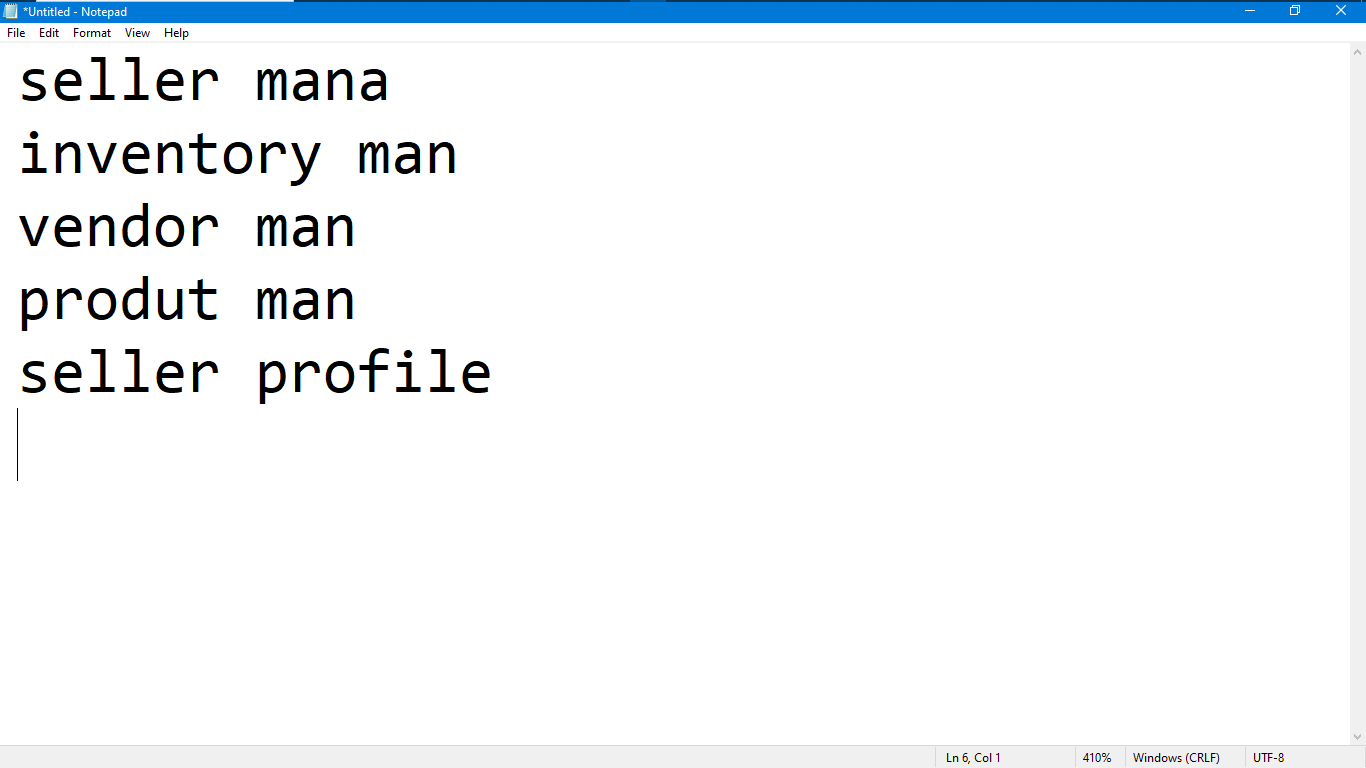 *Untitled - Notepad
File Edit Format View Help
seller mana
inventory man
vendor man
produt man
seller profile
Ln 6, Col 1 410% Windows (CRLF) UTF-8